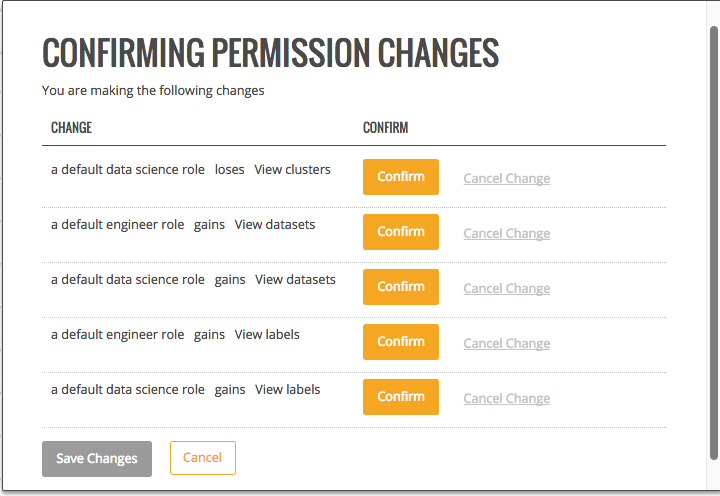 CONFIRMING PERMISSION CHANGES
You are making the following changes
CHANGE CONFIRM
a default data science role loses View clusters Confirm Cancel Change
a default engineer role gains View datasets Confirm Cancel Change
a default data science role gains View datasets Confirm Cancel Change
a default engineer role gains View labels Confirm Cancel Change
a default data science role gains View labels Confirm Cancel Change
Save Changes Cancel